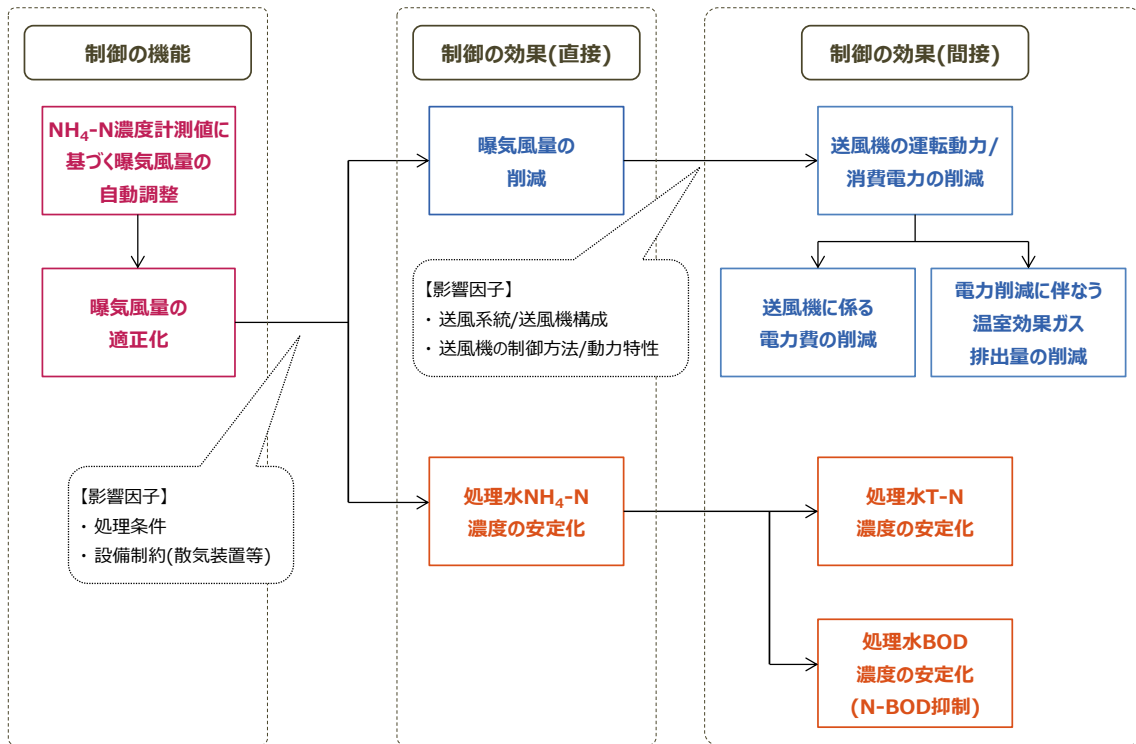 制御の機能
制御の効果(直接)
制御の効果(間接)
NH₄-N濃度計測値に
基づく曝気風量の
自動調整
曝気風量の
削減
送風機の運転動力/
消費電力の削減
曝気風量の
適正化
【影響因子】
・送風系統/送風機構成
・送風機の制御方法/動力特性
送風機に係る
電力費の削減
電力削減に伴なう
温室効果ガス
排出量の削減
【影響因子】
・処理条件
・設備制約(散気装置等)
処理水NH₄-N
濃度の安定化
処理水T-N
濃度の安定化
処理水BOD
濃度の安定化
(N-BOD抑制)